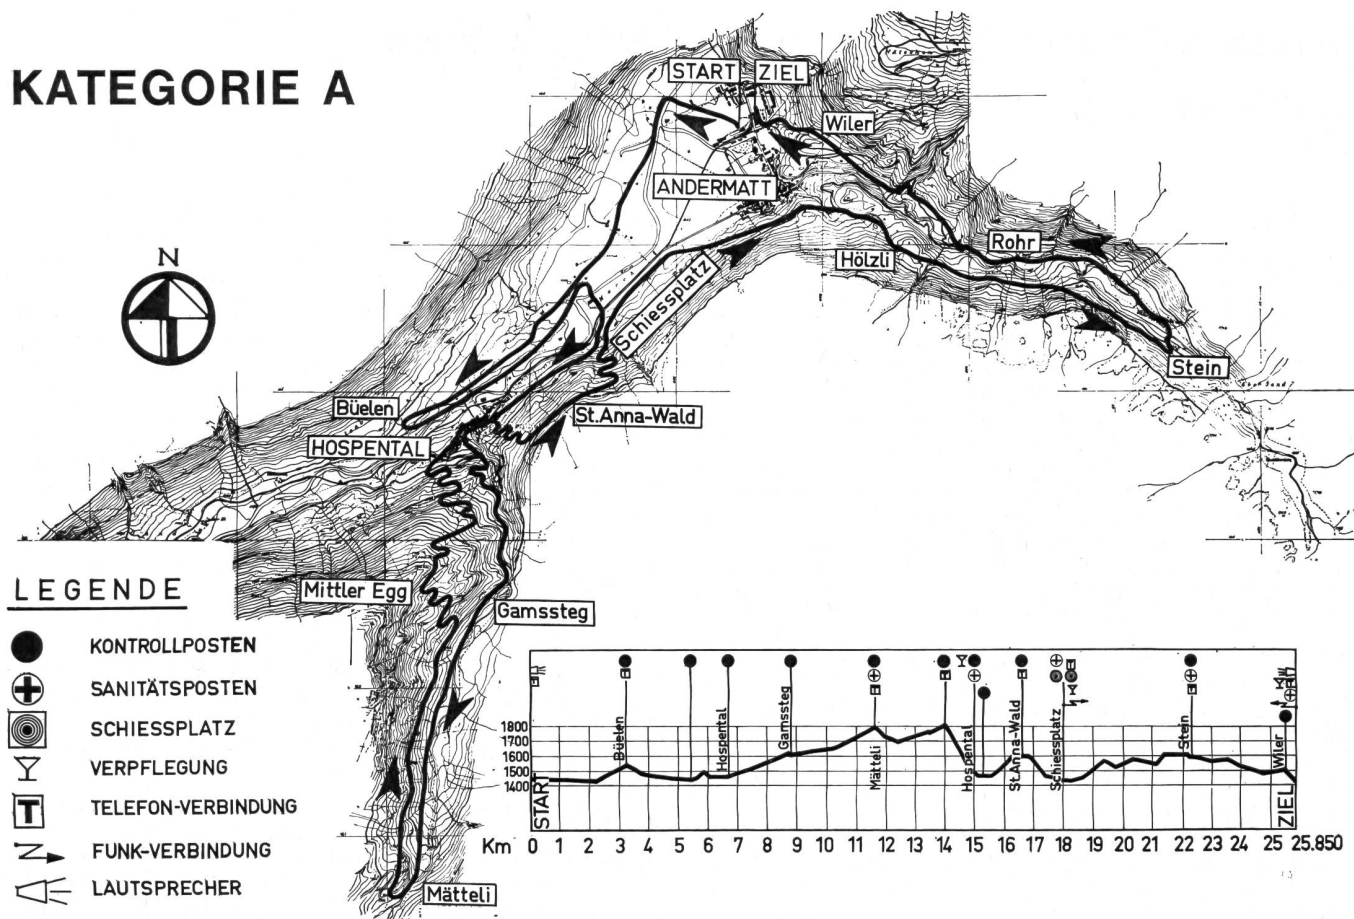 KATEGORIE A
START
ZIEL
Wiler
ANDERMATT
N
Rohr
Hölzli
Schiessplatz
Stein
Büelen
St.Anna-Wald
HOSPENTAL
Mittler Egg
Gamssteg
Mätteli
LEGENDE
KONTROLLPOSTEN
SANITÄTSPOSTEN
SCHIESSPLATZ
VERPFLEGUNG
T TELEFON-VERBINDUNG
FUNK-VERBINDUNG
LAUTSPRECHER
1800
1700
1600
1500
1400
START
Büelen
Hospental
Gamssteg
Mätteli
Hospental
St.Anna-Wald
Schiessplatz
Stein
Wiler
ZIEL
Km 0 1 2 3 4 5 6 7 8 9 10 11 12 13 14 15 16 17 18 19 20 21 22 23 24 25 25.850